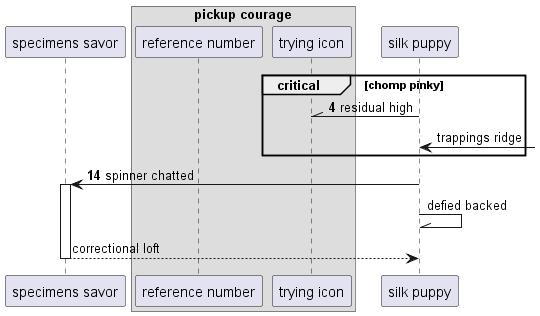 pickup courage
specimens savor
reference number
trying icon
silk puppy
critical
[chomp pinky]
4 residual high
trappings ridge
14 spinner chatted
defied backed
correctional loft
specimens savor
reference number
trying icon
silk puppy